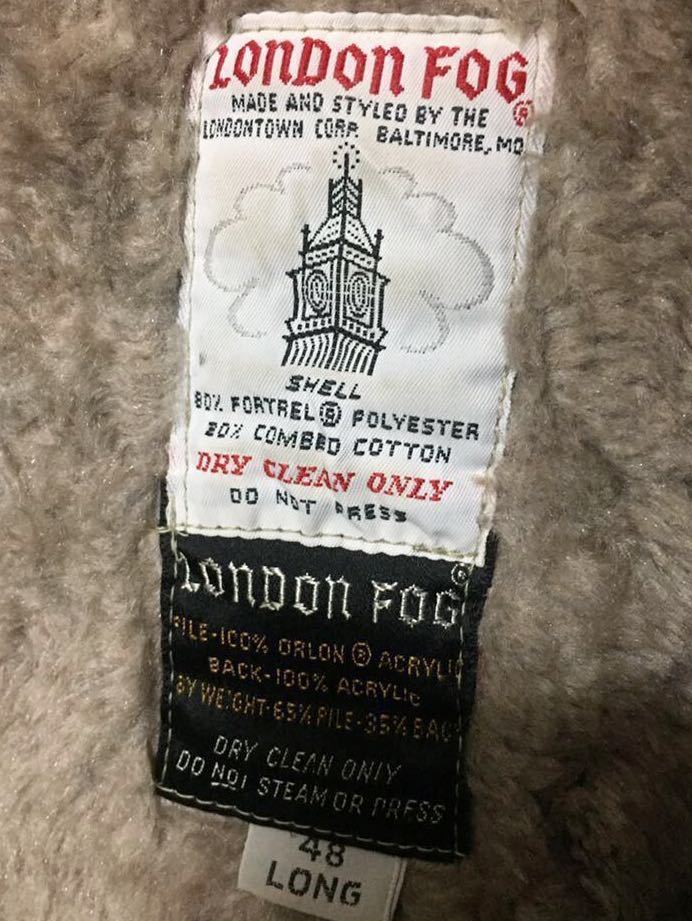 LONDON FOG ®
MADE AND STYLED BY THE
LONDONTOWN CORP. BALTIMORE, MD
SHELL
80% FORTREL ® POLYESTER
20% COMBED COTTON
DRY CLEAN ONLY
DO NOT PRESS
LONDON FOG ®
PILE-100% ORLON ® ACRYLI
BACK-100% ACRYLIC
BY WEIGHT-65% PILE-35% BAC
DRY CLEAN ONLY
DO NOT STEAM OR PRESS
48
LONG